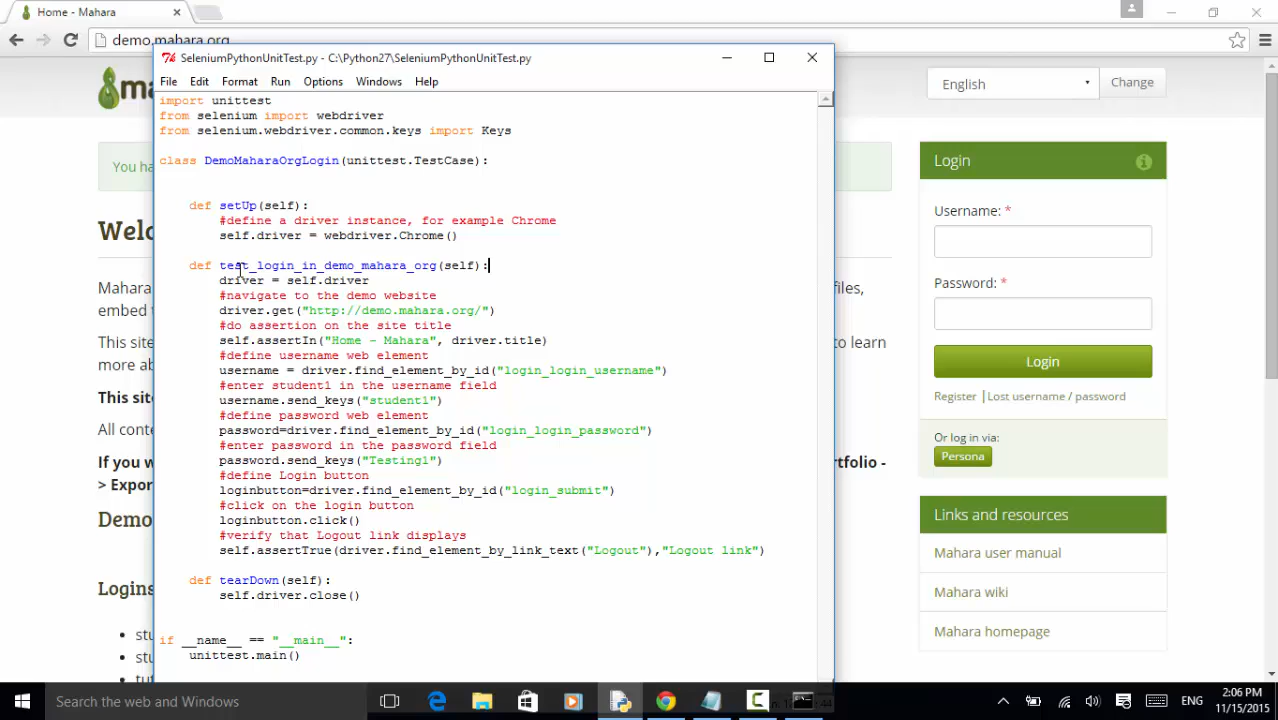 Home - Mahara
demo.mahara.org
SeleniumPythonUnitTest.py - C:\Python27\SeleniumPythonUnitTest.py
File Edit Format Run Options Windows Help
import unittest
from selenium import webdriver
from selenium.webdriver.common.keys import Keys
class DemoMaharaOrgLogin(unittest.TestCase):
def setUp(self):
#define a driver instance, for example Chrome
self.driver = webdriver.Chrome()
def test_login_in_demo_mahara_org(self):
driver = self.driver
#navigate to the demo website
driver.get("http://demo.mahara.org/")
#do assertion on the site title
self.assertIn("Home - Mahara", driver.title)
#define username web element
username = driver.find_element_by_id("login_login_username")
#enter student1 in the username field
username.send_keys("student1")
#define password web element
password=driver.find_element_by_id("login_login_password")
#enter password in the password field
password.send_keys("Testing1")
#define Login button
loginbutton=driver.find_element_by_id("login_submit")
#click on the login button
loginbutton.click()
#verify that Logout link displays
self.assertTrue(driver.find_element_by_link_text("Logout"),"Logout link")
def tearDown(self):
self.driver.close()
if __name__ == "__main__":
unittest.main()
You ha
Welc
Mahara
embed t
This site
more ab
This site
All conte
If you w
> Expor
Demo
Logins
stu
stu
tut
files,
to learn
rtfolio -
English
Change
Login
Username: *
Password: *
Login
Register | Lost username / password
Or log in via:
Persona
Links and resources
Mahara user manual
Mahara wiki
Mahara homepage
Search the web and Windows
ENG
2:06 PM
11/15/2015